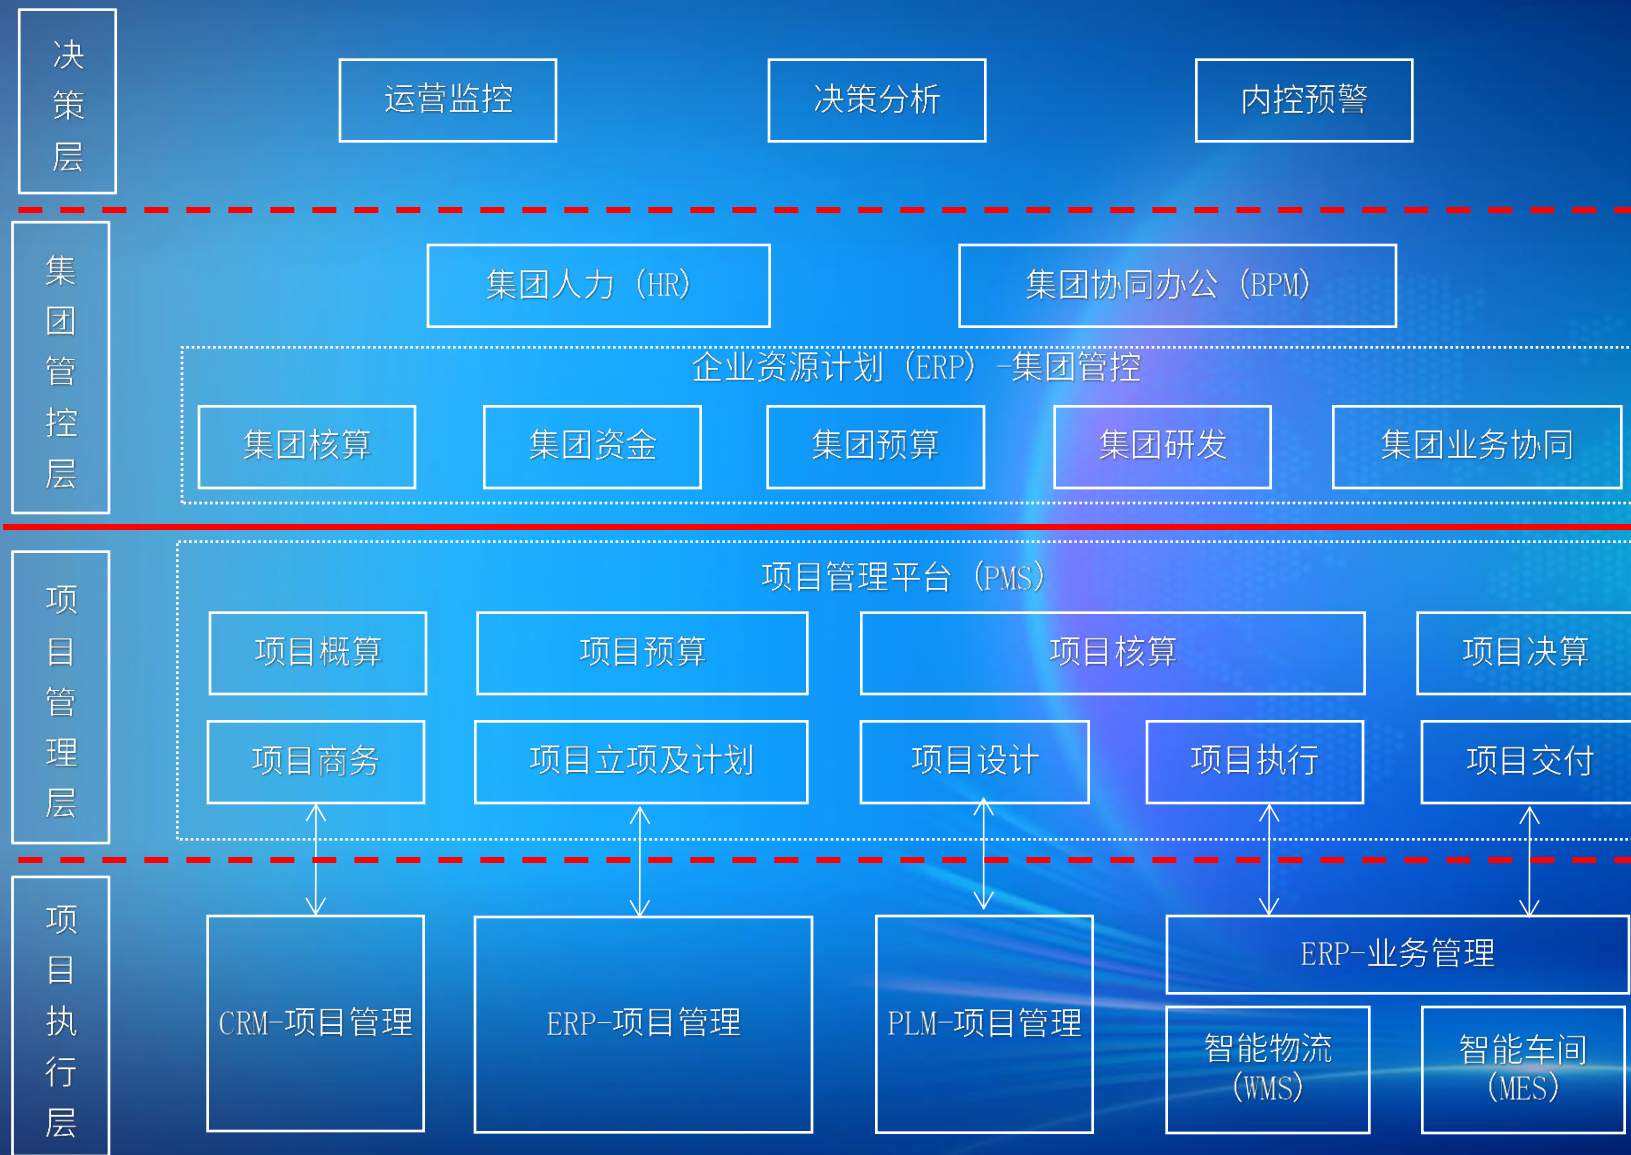 决策层
运营监控
决策分析
内控预警
集团管控层
集团人力（HR）
集团协同办公（BPM）
企业资源计划（ERP）-集团管控
集团核算
集团资金
集团预算
集团研发
集团业务协同
项目管理层
项目管理平台（PMS）
项目概算
项目预算
项目核算
项目决算
项目商务
项目立项及计划
项目设计
项目执行
项目交付
项目执行层
CRM-项目管理
ERP-项目管理
PLM-项目管理
ERP-业务管理
智能物流
（WMS）
智能车间
（MES）